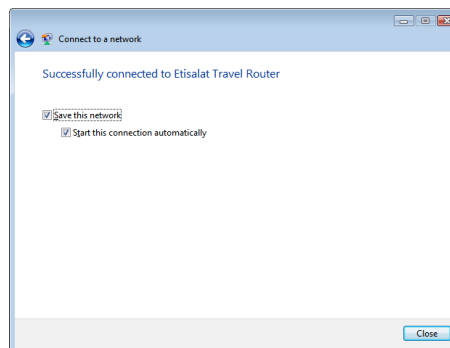 Connect to a network
Successfully connected to Etisalat Travel Router
Save this network
Start this connection automatically
Close